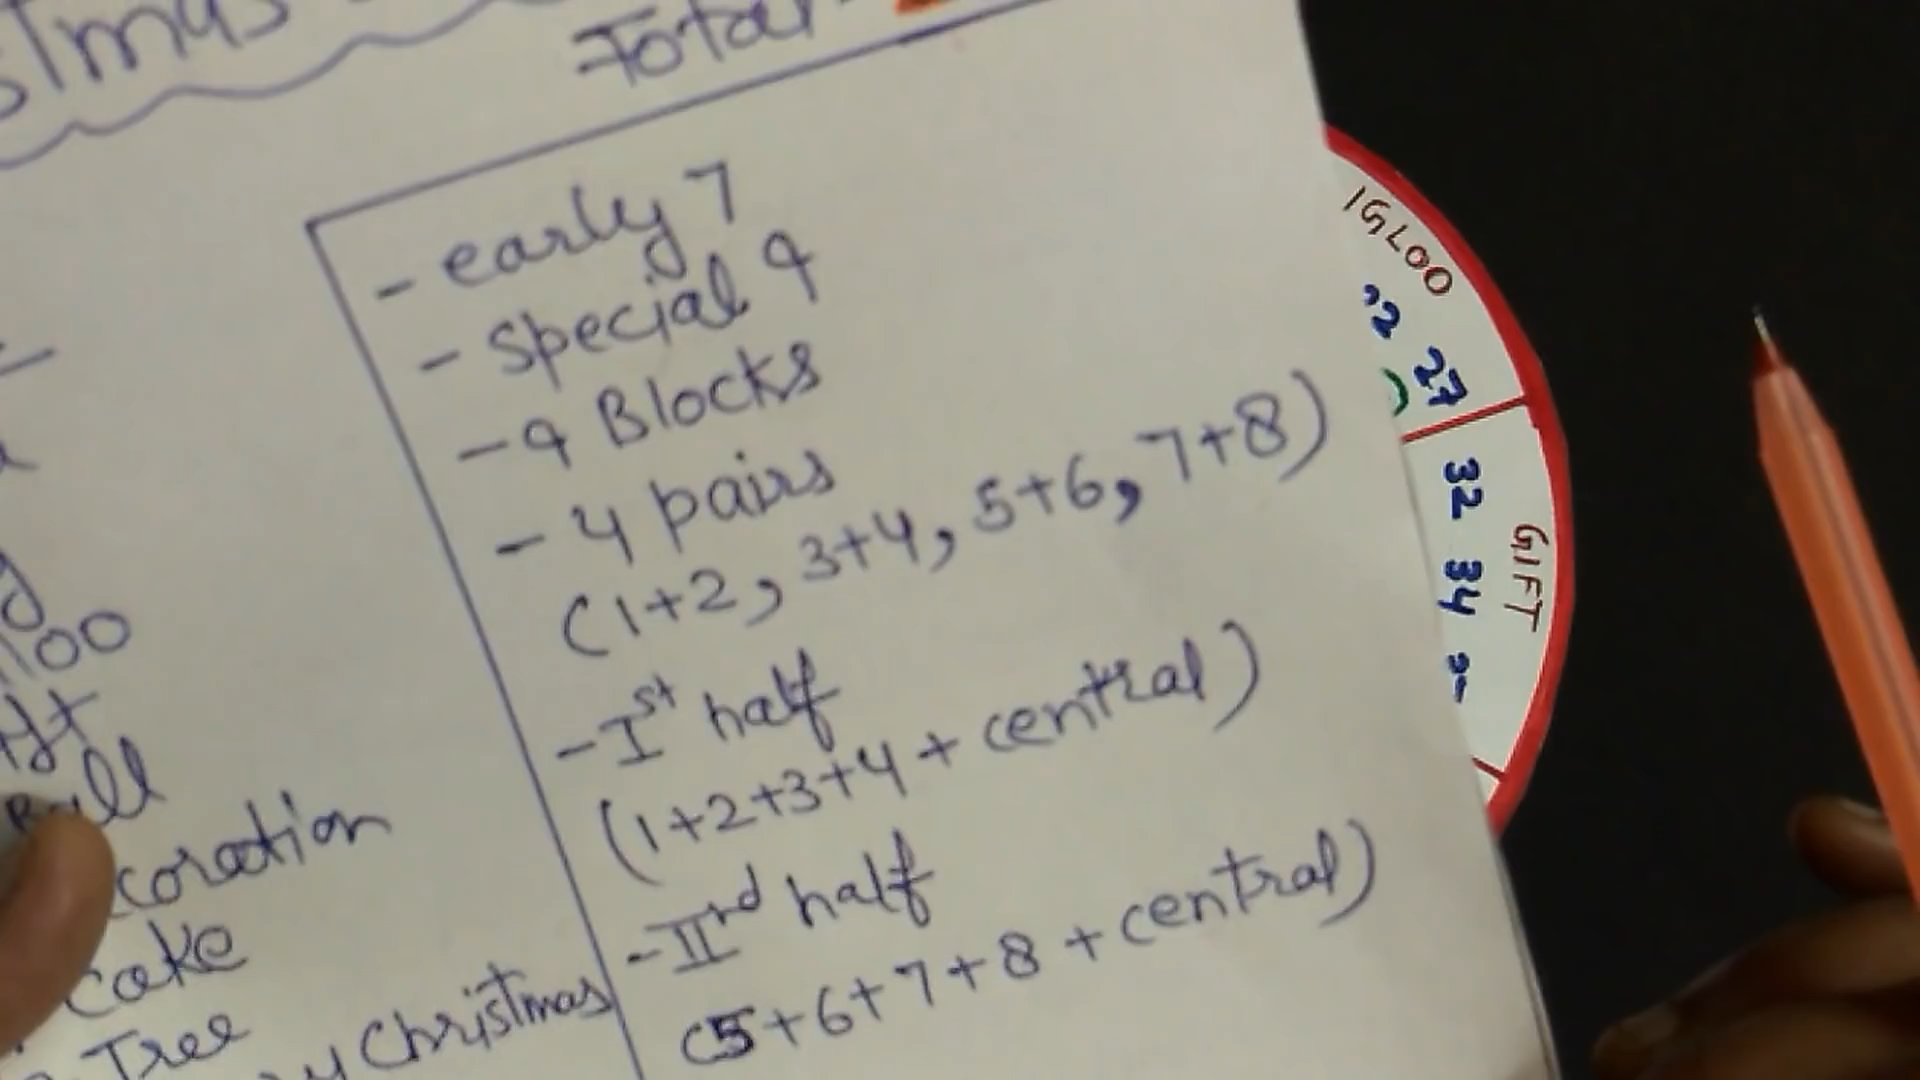 Total
- early 7
- special 9
- 9 Blocks
- 4 pairs
(1+2, 3+4, 5+6, 7+8)
- Ist half
(1+2+3+4 + central)
- IInd half
(5+6+7+8 + central)
Ball
Cake
Tree
Christmas
IGLOO
27
GIFT
32 34